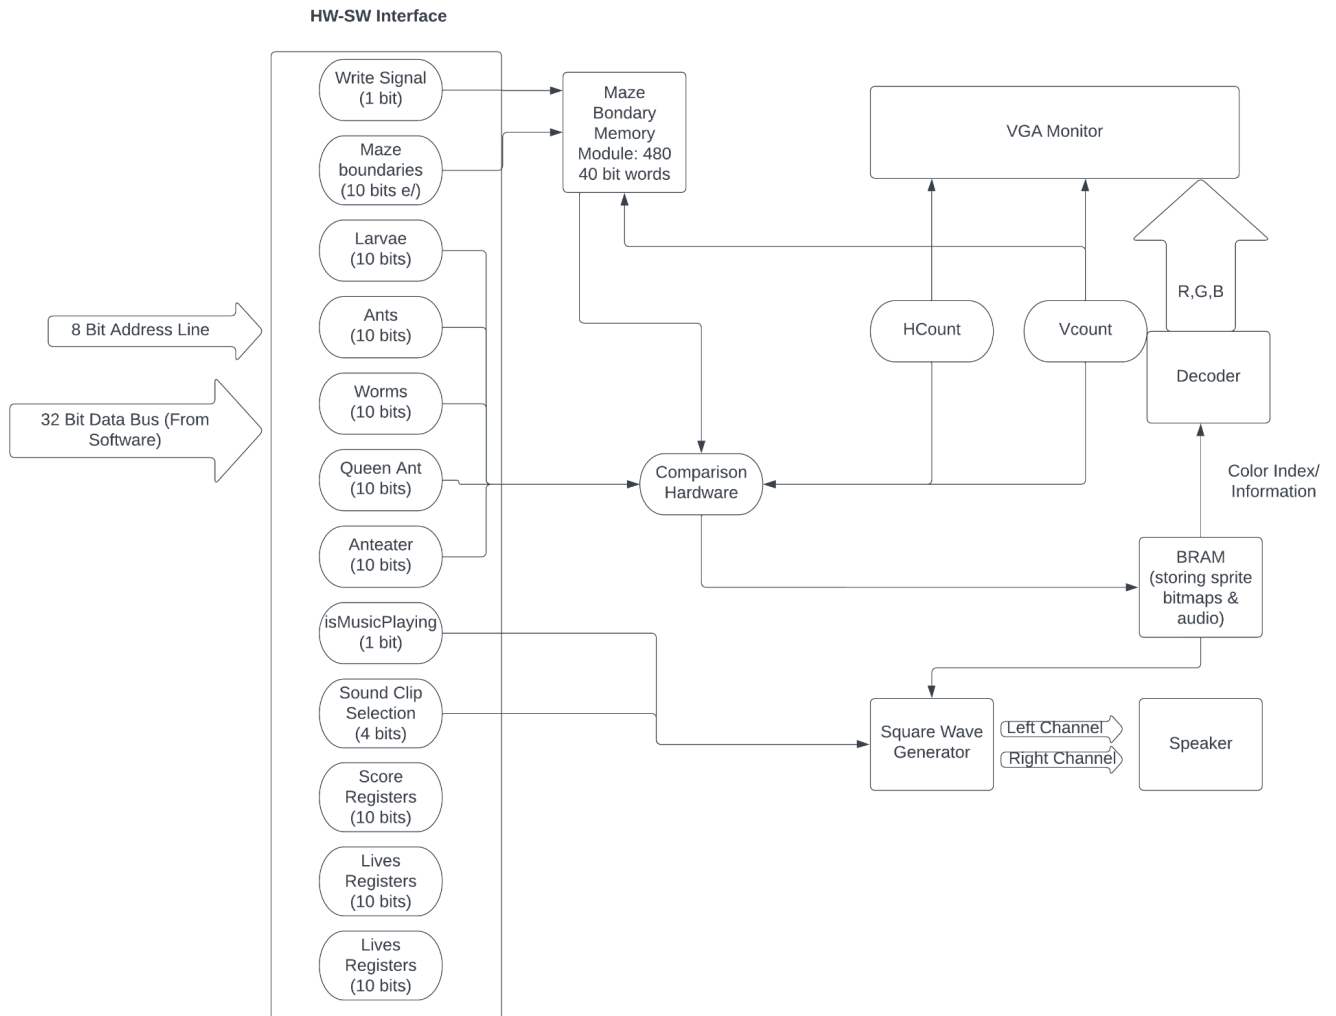 HW-SW Interface
Write Signal
(1 bit)
Maze
boundaries
(10 bits e/)
Larvae
(10 bits)
Ants
(10 bits)
Worms
(10 bits)
Queen Ant
(10 bits)
Anteater
(10 bits)
isMusicPlaying
(1 bit)
Sound Clip
Selection
(4 bits)
Score
Registers
(10 bits)
Lives
Registers
(10 bits)
Lives
Registers
(10 bits)
8 Bit Address Line
32 Bit Data Bus (From
Software)
Maze
Bondary
Memory
Module: 480
40 bit words
VGA Monitor
HCount
Vcount
R,G,B
Decoder
Comparison
Hardware
Color Index/
Information
BRAM
(storing sprite
bitmaps &
audio)
Square Wave
Generator
Left Channel
Right Channel
Speaker